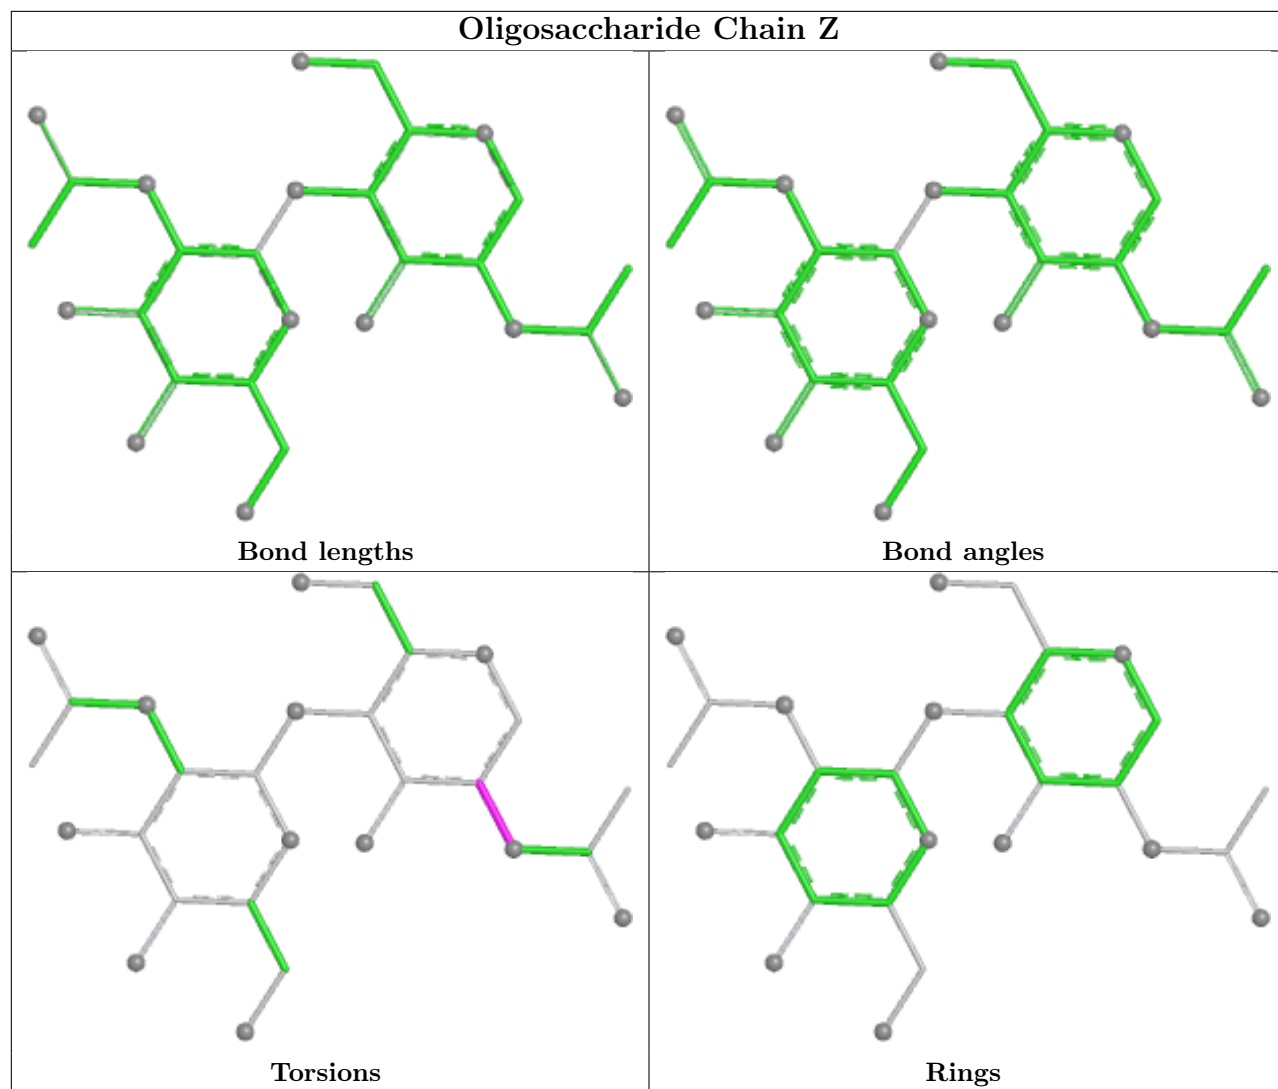 Oligosaccharide Chain Z
Bond lengths
Bond angles
Torsions
Rings